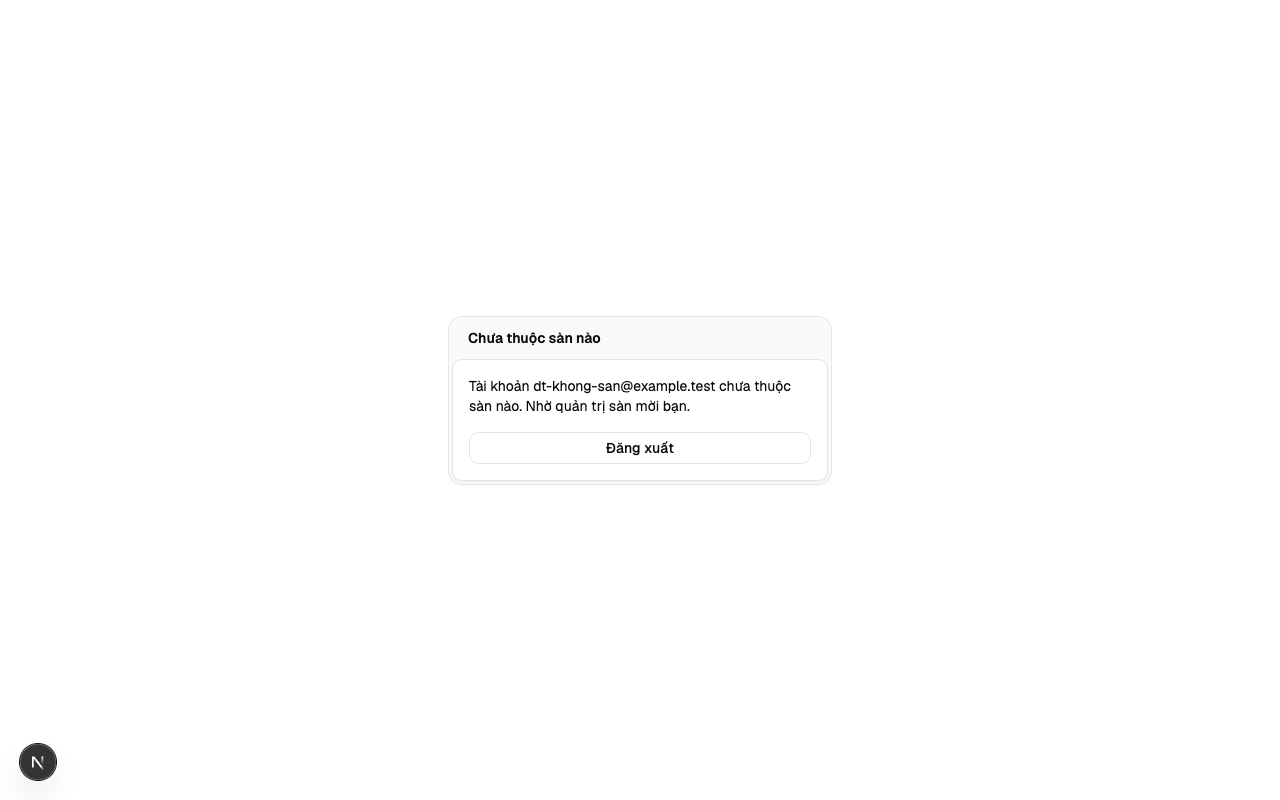 Chưa thuộc sàn nào
Tài khoản dt-khong-san@example.test chưa thuộc
sàn nào. Nhờ quản trị sàn mời bạn.
Đăng xuất
N